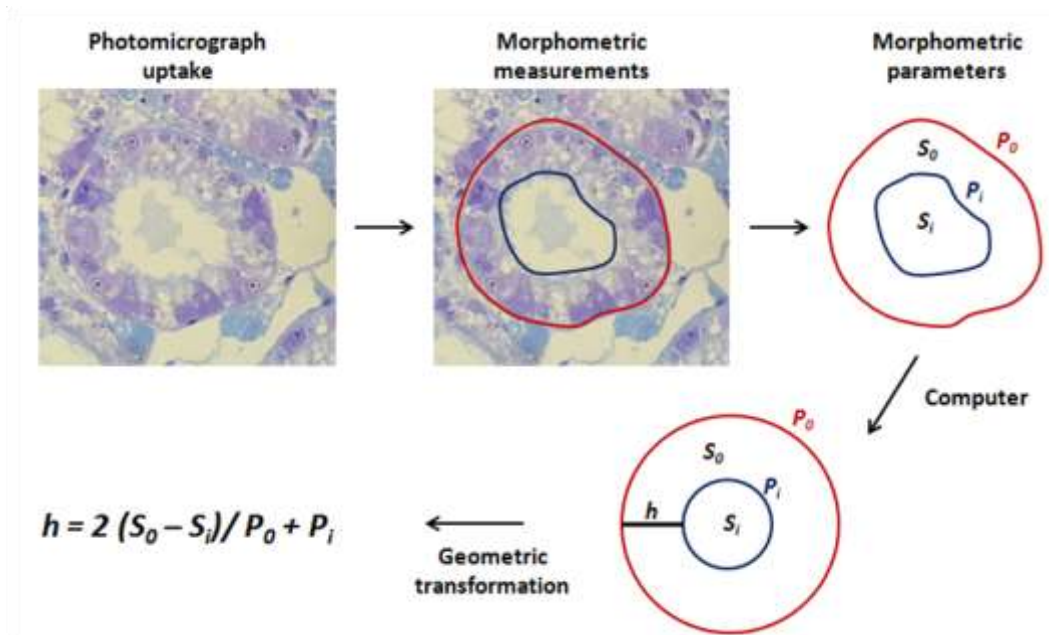 Photomicrograph
uptake
Morphometric
measurements
Morphometric
parameters
P₀
S₀
Pᵢ
Sᵢ
Computer
P₀
S₀
Pᵢ
h
Sᵢ
h = 2 (S₀ – Sᵢ)/ P₀ + Pᵢ
Geometric
transformation